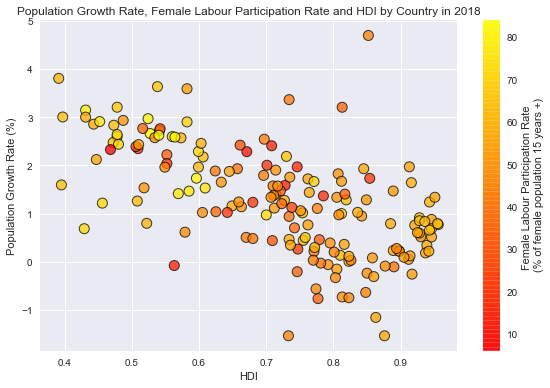 Population Growth Rate, Female Labour Participation Rate and HDI by Country in 2018
5
4
3
2
1
0
−1
Population Growth Rate (%)
0.4 0.5 0.6 0.7 0.8 0.9
HDI
80
70
60
50
40
30
20
10
Female Labour Participation Rate
(% of female population 15 years +)